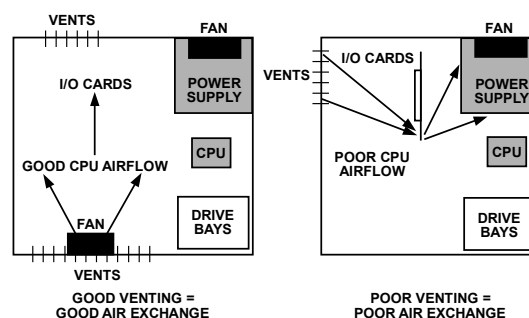 VENTS
FAN
I/O CARDS
POWER
SUPPLY
GOOD CPU AIRFLOW
CPU
FAN
DRIVE
BAYS
VENTS
GOOD VENTING =
GOOD AIR EXCHANGE
FAN
VENTS
I/O CARDS
POWER
SUPPLY
POOR CPU
AIRFLOW
CPU
DRIVE
BAYS
POOR VENTING =
POOR AIR EXCHANGE